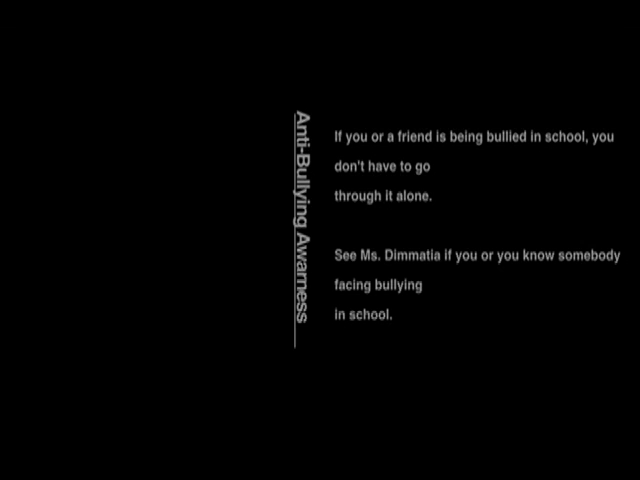 Anti-Bullying Awarness
If you or a friend is being bullied in school, you
don't have to go
through it alone.
See Ms. Dimmatia if you or you know somebody
facing bullying
in school.